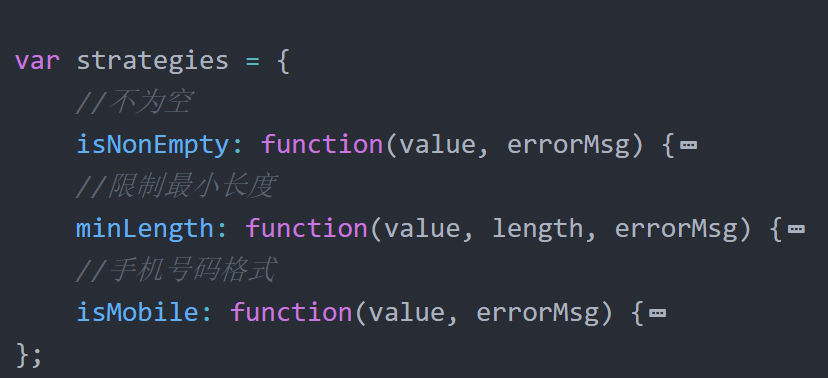 var strategies = {
//不为空
isNonEmpty: function(value, errorMsg) {…
//限制最小长度
minLength: function(value, length, errorMsg) {…
//手机号码格式
isMobile: function(value, errorMsg) {…
};